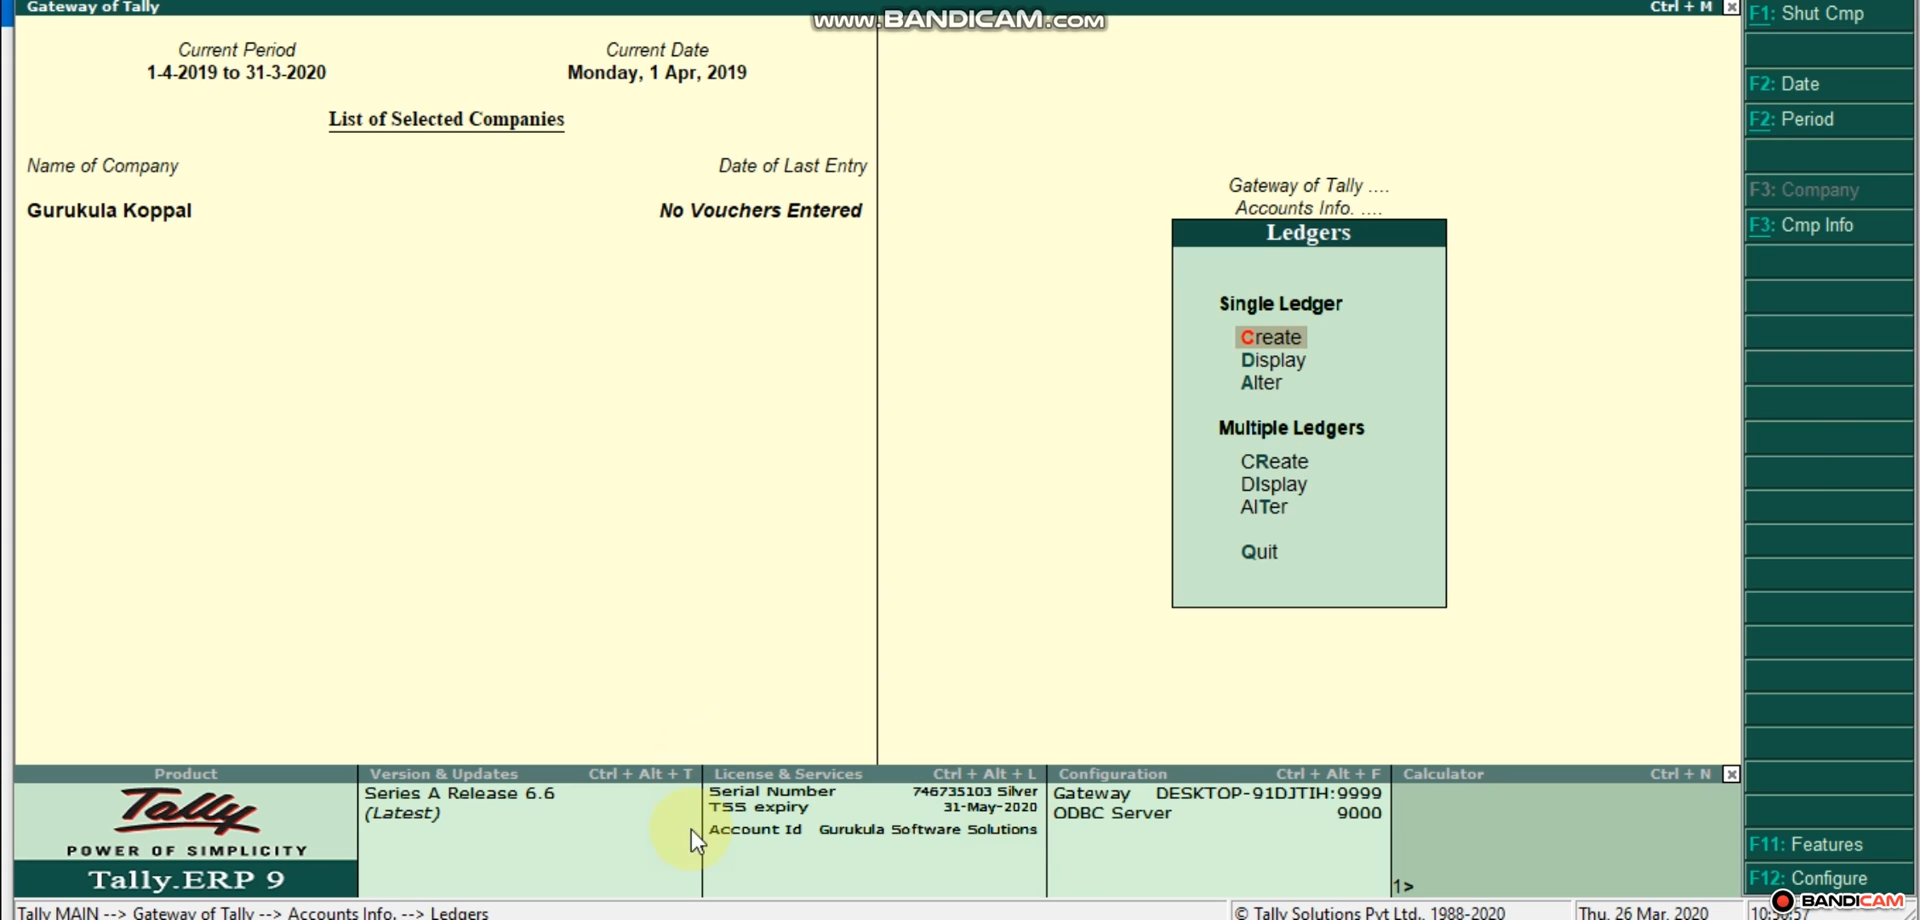 Gateway of Tally
Ctrl + M
www.BANDICAM.com
Current Period
1-4-2019 to 31-3-2020
Current Date
Monday, 1 Apr, 2019
List of Selected Companies
Name of Company
Date of Last Entry
Gurukula Koppal
No Vouchers Entered
Gateway of Tally ....
Accounts Info. ....
Ledgers
Single Ledger
Create
Display
Alter
Multiple Ledgers
CReate
DIsplay
AlTer
Quit
F1: Shut Cmp
F2: Date
F2: Period
F3: Company
F3: Cmp Info
F11: Features
F12: Configure
Product
Tally
POWER OF SIMPLICITY
Tally.ERP 9
Version & Updates
Ctrl + Alt + T
Series A Release 6.6
(Latest)
License & Services
Ctrl + Alt + L
Serial Number 746735103 Silver
TSS expiry 31-May-2020
Account Id Gurukula Software Solutions
Configuration
Ctrl + Alt + F
Gateway DESKTOP-91DJTIH:9999
ODBC Server 9000
Calculator
Ctrl + N
1>
Tally MAIN --> Gateway of Tally --> Accounts Info. --> Ledgers
© Tally Solutions Pvt Ltd., 1988-2020
Thu, 26 Mar, 2020
BANDICAM